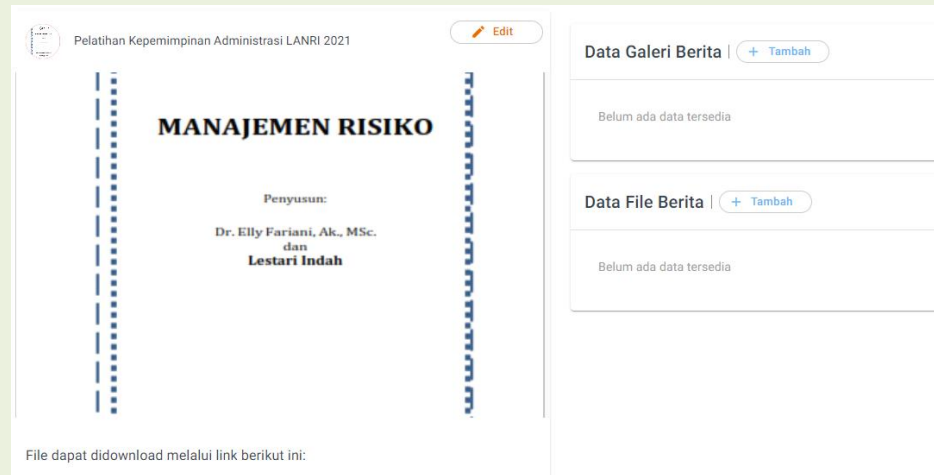 Pelatihan Kepemimpinan Administrasi LANRI 2021
Edit
MANAJEMEN RISIKO
Penyusun:
Dr. Elly Fariani, Ak., MSc.
dan
Lestari Indah
File dapat didownload melalui link berikut ini:
Data Galeri Berita | + Tambah
Belum ada data tersedia
Data File Berita | + Tambah
Belum ada data tersedia